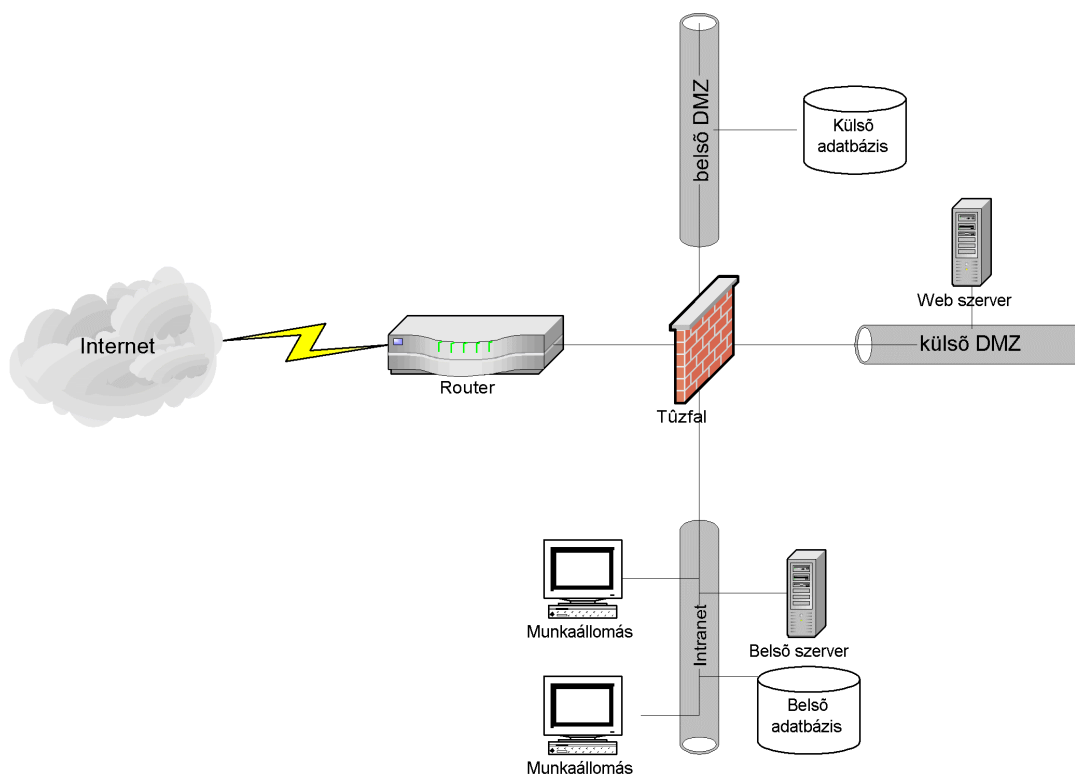 belsõ DMZ
Külsõ
adatbázis
Web szerver
Internet
külsõ DMZ
Router
Tûzfal
Munkaállomás
Intranet
Belsõ szerver
Belsõ
adatbázis
Munkaállomás